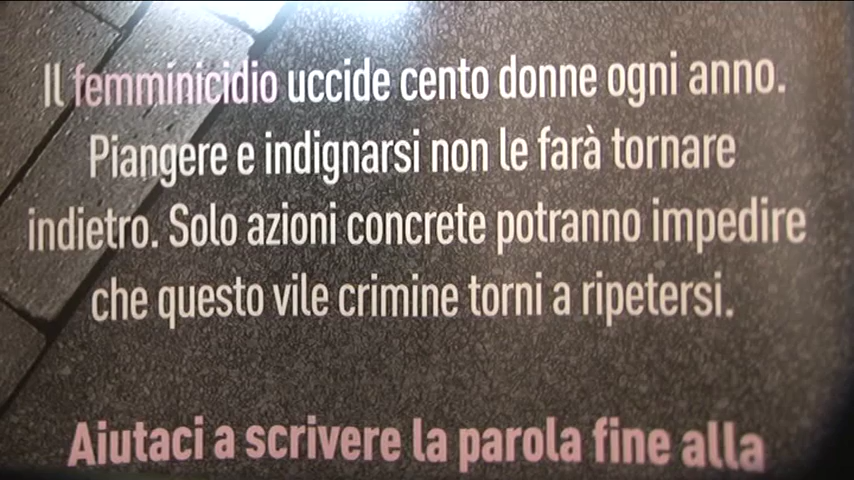 Il femminicidio uccide cento donne ogni anno.
Piangere e indignarsi non le farà tornare
indietro. Solo azioni concrete potranno impedire
che questo vile crimine torni a ripetersi.
Aiutaci a scrivere la parola fine alla